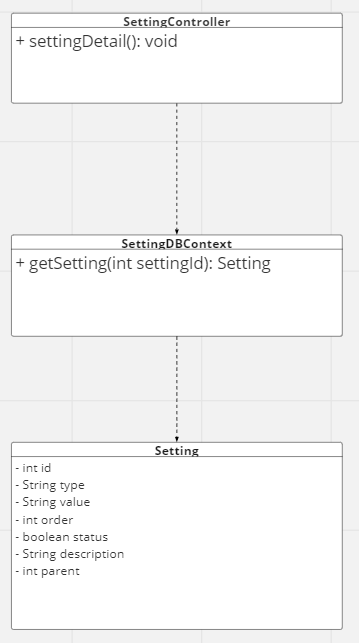 SettingController
+ settingDetail(): void
SettingDBContext
+ getSetting(int settingId): Setting
Setting
- int id
- String type
- String value
- int order
- boolean status
- String description
- int parent